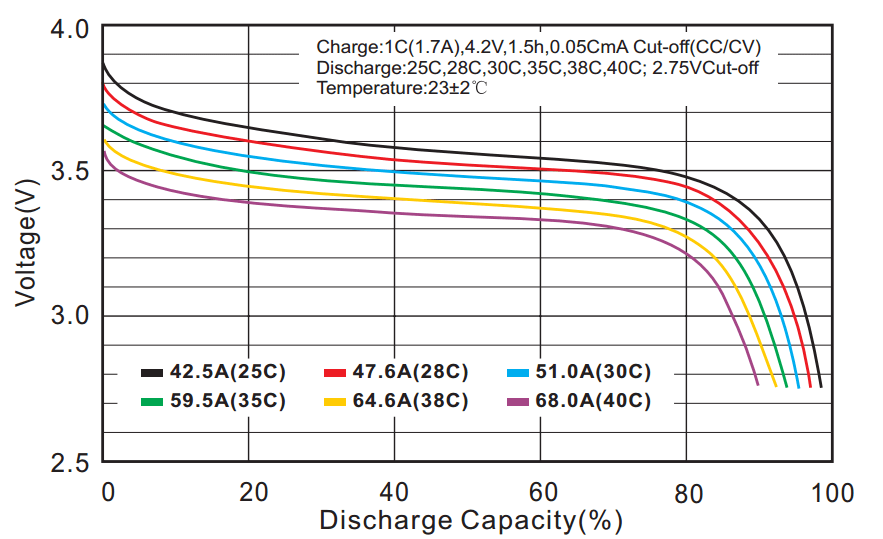 4.0
Charge:1C(1.7A),4.2V,1.5h,0.05CmA Cut-off(CC/CV)
Discharge:25C,28C,30C,35C,38C,40C; 2.75VCut-off
Temperature:23±2℃
3.5
Voltage(V)
3.0
42.5A(25C) 47.6A(28C) 51.0A(30C)
59.5A(35C) 64.6A(38C) 68.0A(40C)
2.5
0 20 40 60 80 100
Discharge Capacity(%)